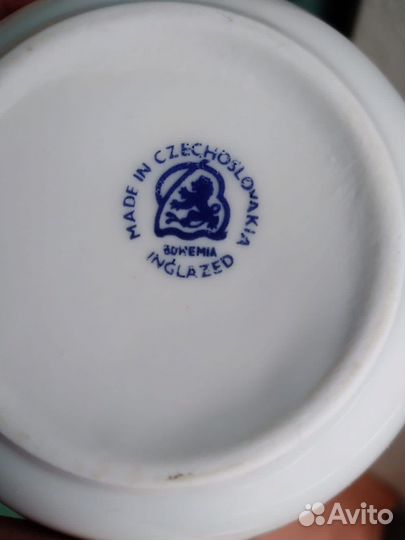 MADE IN CZECHOSLOVAKIA
BOHEMIA
INGLAZED
Avito